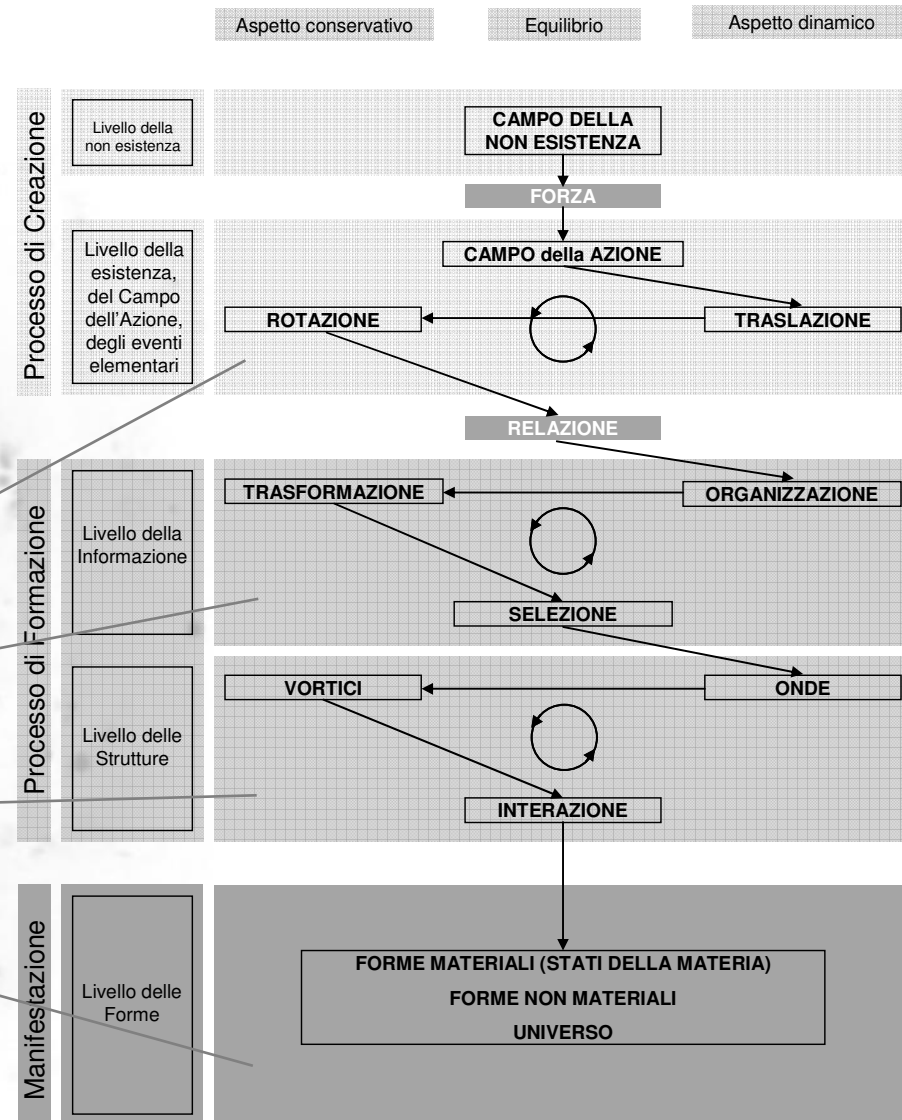 Aspetto conservativo
Equilibrio
Aspetto dinamico
Processo di Creazione
Livello della
non esistenza
CAMPO DELLA
NON ESISTENZA
FORZA
Livello della
esistenza,
del Campo
dell'Azione,
degli eventi
elementari
CAMPO della AZIONE
ROTAZIONE
TRASLAZIONE
RELAZIONE
Processo di Formazione
Livello della
Informazione
TRASFORMAZIONE
ORGANIZZAZIONE
SELEZIONE
Livello delle
Strutture
VORTICI
ONDE
INTERAZIONE
Manifestazione
Livello delle
Forme
FORME MATERIALI (STATI DELLA MATERIA)
FORME NON MATERIALI
UNIVERSO